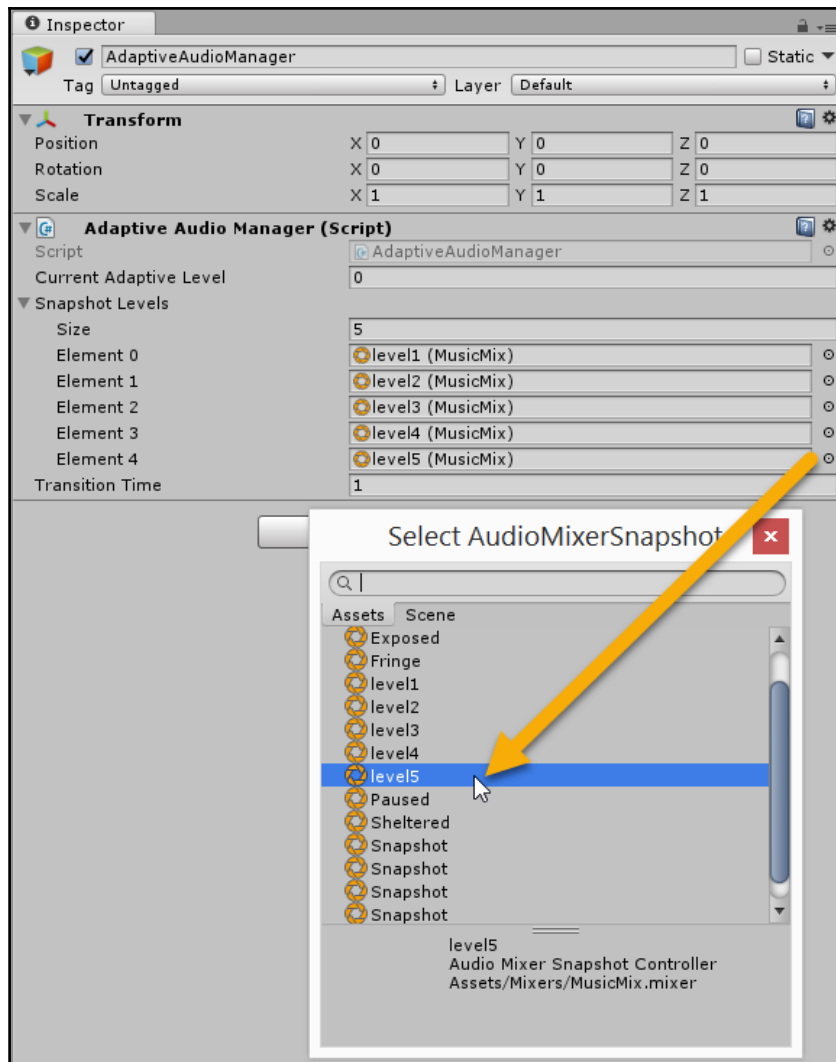 Inspector
AdaptiveAudioManager Static
Tag Untagged Layer Default
Transform
Position X 0 Y 0 Z 0
Rotation X 0 Y 0 Z 0
Scale X 1 Y 1 Z 1
Adaptive Audio Manager (Script)
Script AdaptiveAudioManager
Current Adaptive Level 0
Snapshot Levels
Size 5
Element 0 level1 (MusicMix)
Element 1 level2 (MusicMix)
Element 2 level3 (MusicMix)
Element 3 level4 (MusicMix)
Element 4 level5 (MusicMix)
Transition Time 1
Select AudioMixerSnapshot
Assets Scene
Exposed
Fringe
level1
level2
level3
level4
level5
Paused
Sheltered
Snapshot
Snapshot
Snapshot
Snapshot
level5
Audio Mixer Snapshot Controller
Assets/Mixers/MusicMix.mixer